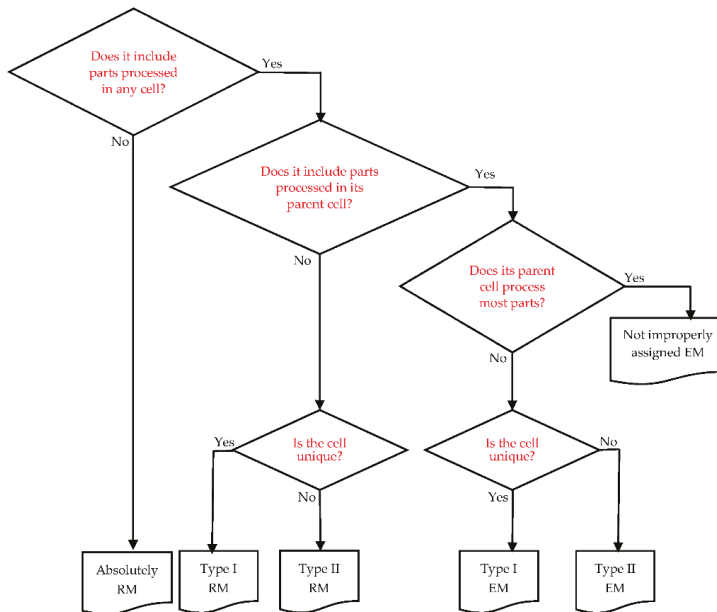 Does it include
parts processed
in any cell?
Yes
No
Does it include parts
processed in its
parent cell?
Yes
No
Does its parent
cell process
most parts?
Yes
No
Not improperly
assigned EM
Is the cell
unique?
Yes
No
Is the cell
unique?
No
Yes
Absolutely
RM
Type I
RM
Type II
RM
Type I
EM
Type II
EM